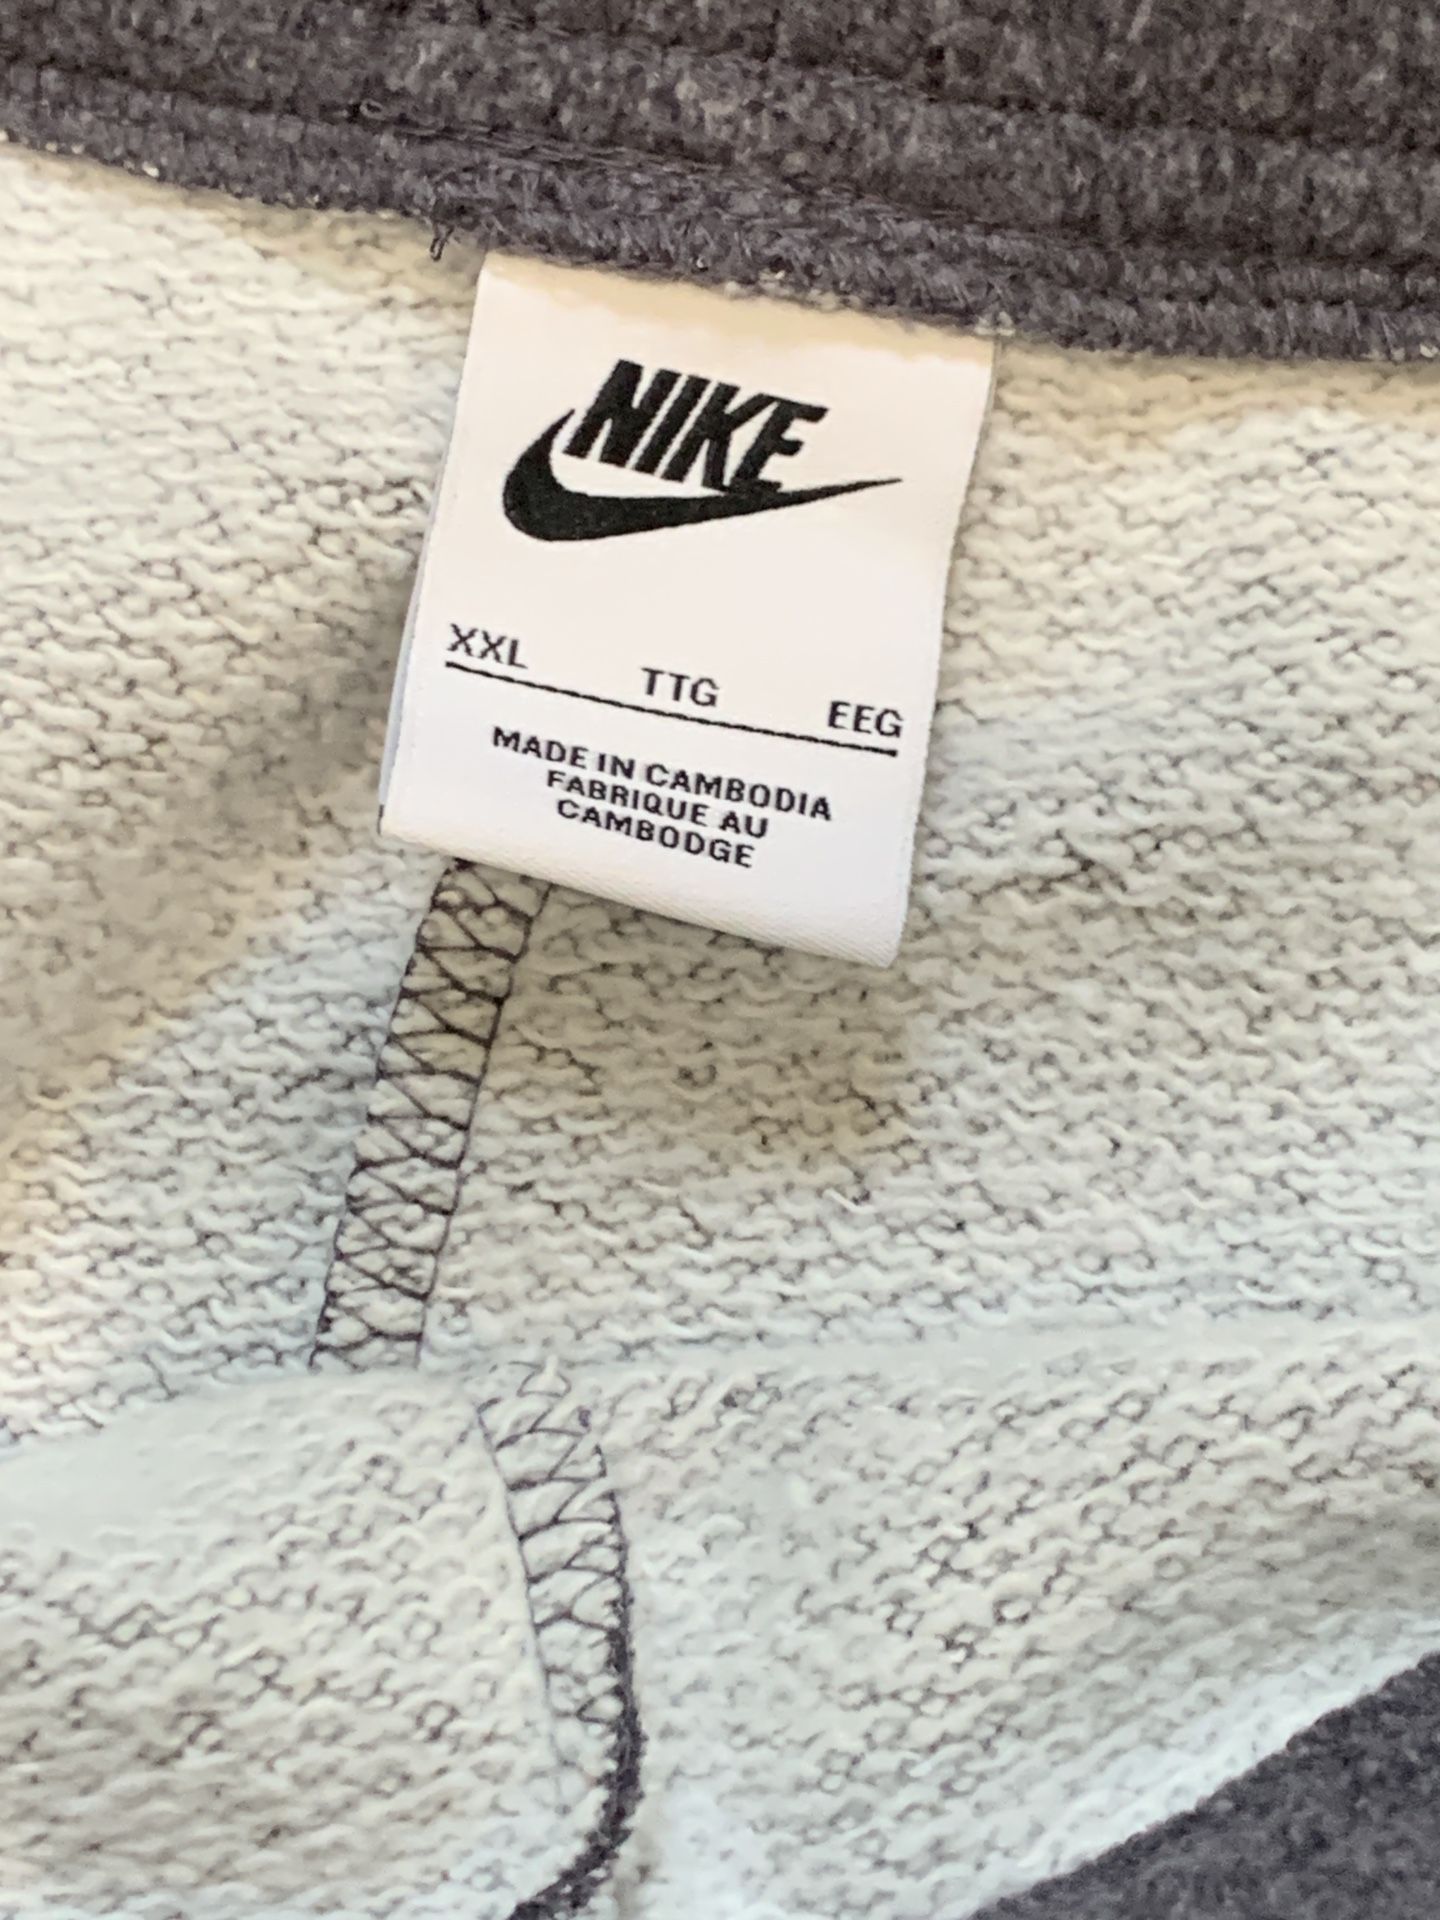 NIKE
XXL TTG EEG
MADE IN CAMBODIA
FABRIQUE AU
CAMBODGE